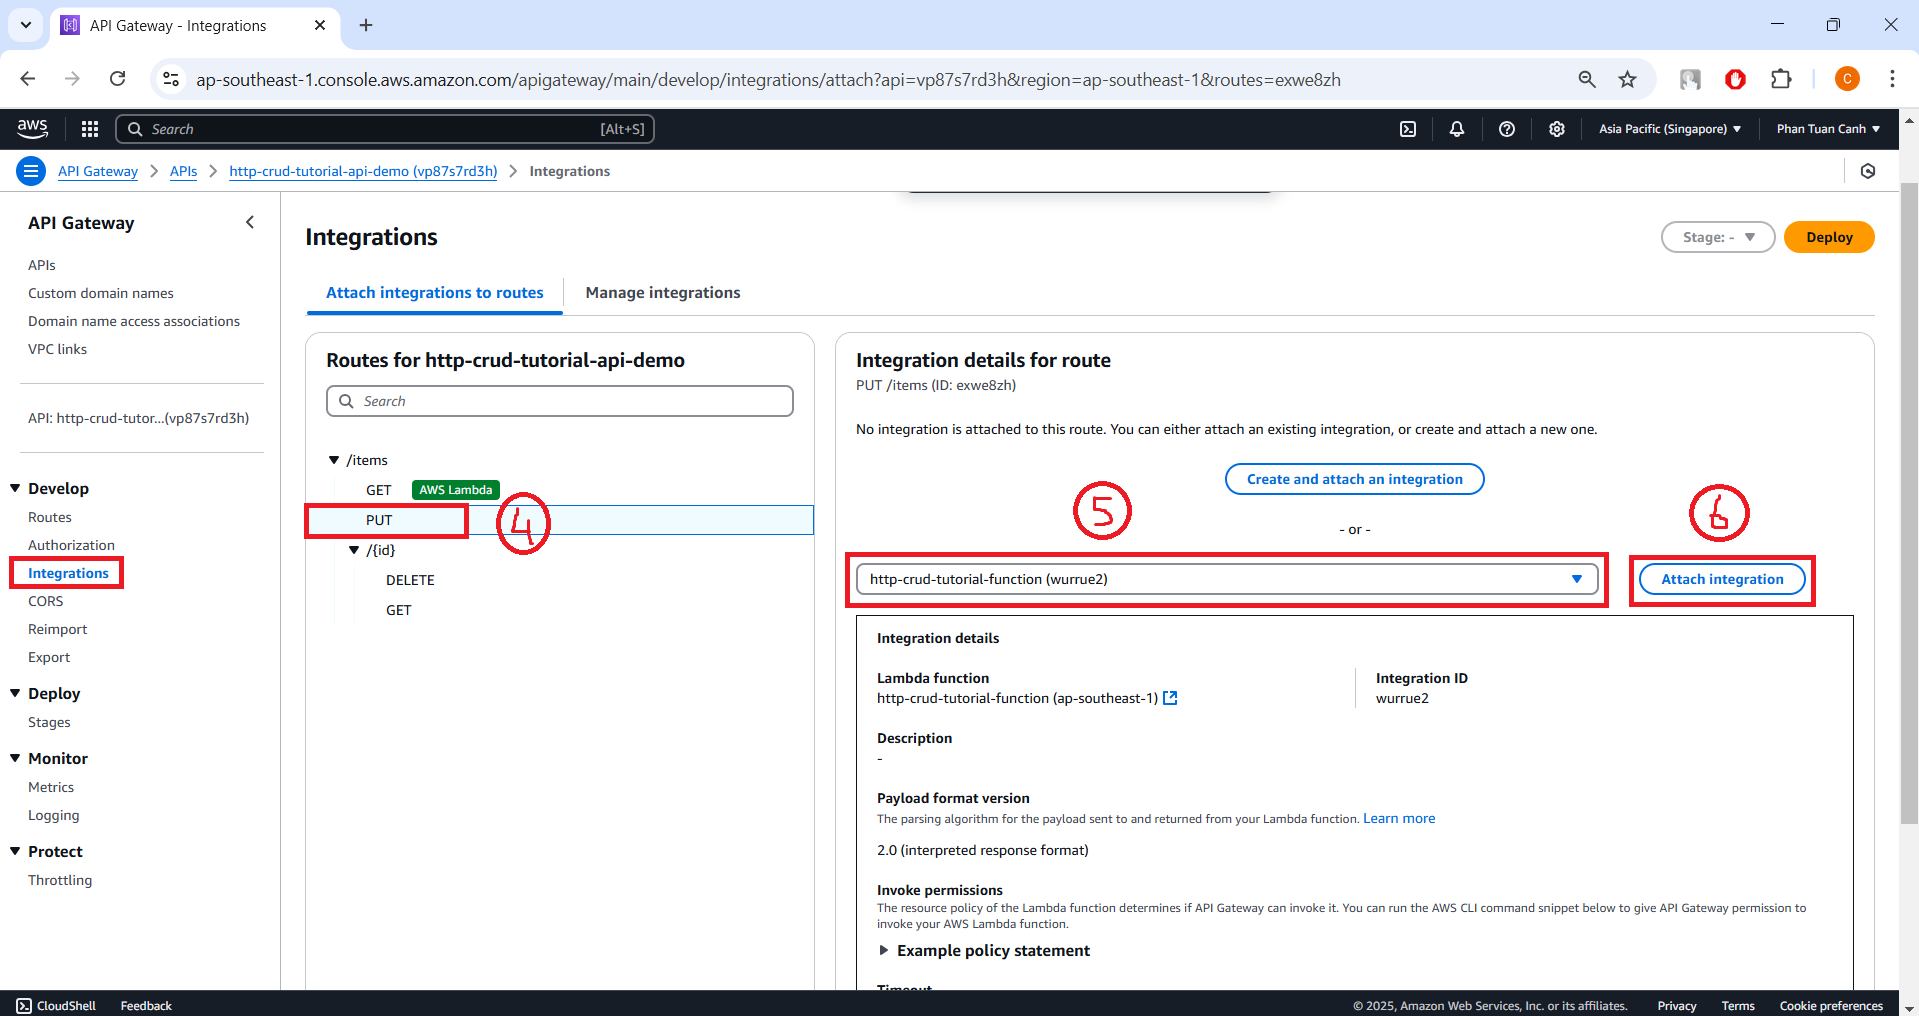 API Gateway - Integrations
ap-southeast-1.console.aws.amazon.com/apigateway/main/develop/integrations/attach?api=vp87s7rd3h&region=ap-southeast-1&routes=exwe8zh
C
aws
Search
[Alt+S]
Asia Pacific (Singapore)
Phan Tuan Canh
API Gateway
APIs
http-crud-tutorial-api-demo (vp87s7rd3h)
Integrations
API Gateway
APIs
Custom domain names
Domain name access associations
VPC links
API: http-crud-tutor...(vp87s7rd3h)
Develop
Routes
Authorization
Integrations
CORS
Reimport
Export
Deploy
Stages
Monitor
Metrics
Logging
Protect
Throttling
Integrations
Stage: -
Deploy
Attach integrations to routes
Manage integrations
Routes for http-crud-tutorial-api-demo
Search
/items
GET AWS Lambda
PUT
4
/{id}
DELETE
GET
Integration details for route
PUT /items (ID: exwe8zh)
No integration is attached to this route. You can either attach an existing integration, or create and attach a new one.
Create and attach an integration
5
6
- or -
http-crud-tutorial-function (wurrue2)
Attach integration
Integration details
Lambda function
http-crud-tutorial-function (ap-southeast-1)
Integration ID
wurrue2
Description
-
Payload format version
The parsing algorithm for the payload sent to and returned from your Lambda function. Learn more
2.0 (interpreted response format)
Invoke permissions
The resource policy of the Lambda function determines if API Gateway can invoke it. You can run the AWS CLI command snippet below to give API Gateway permission to
invoke your AWS Lambda function.
Example policy statement
Timeout
CloudShell
Feedback
© 2025, Amazon Web Services, Inc. or its affiliates.
Privacy
Terms
Cookie preferences